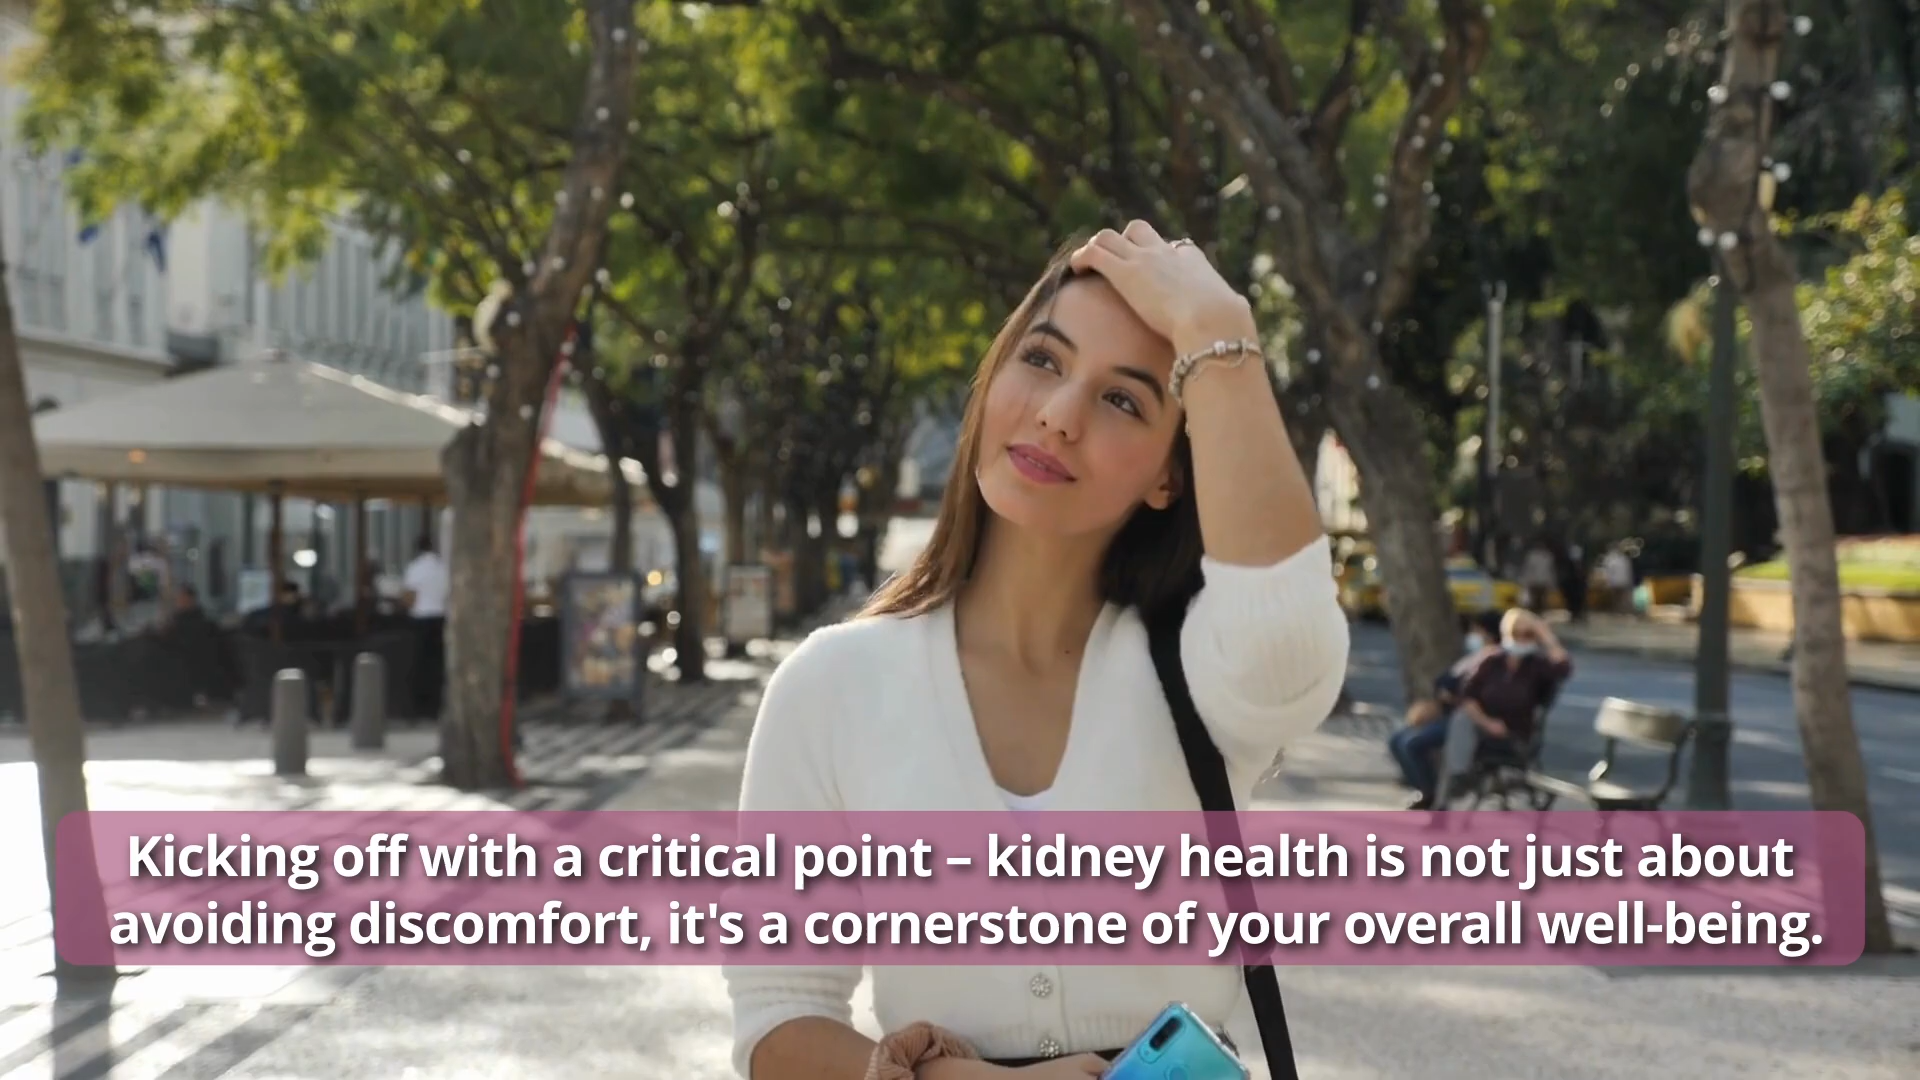 Kicking off with a critical point – kidney health is not just about
avoiding discomfort, it's a cornerstone of your overall well-being.